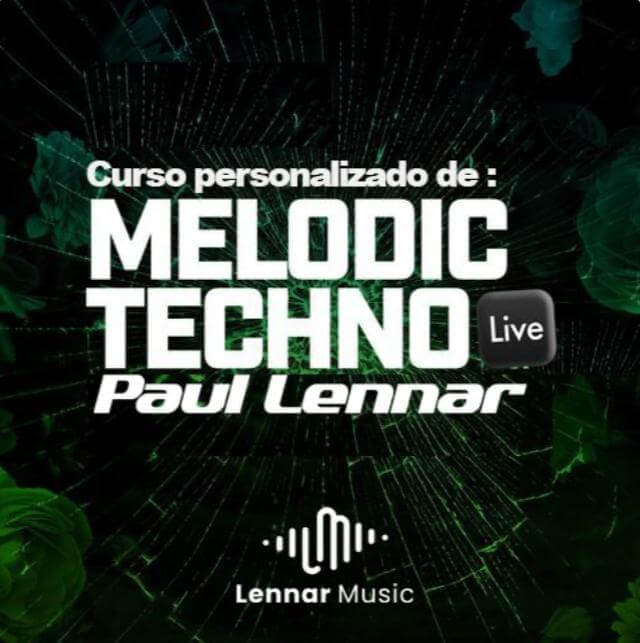 Curso personalizado de :
MELODIC
TECHNO
Live
Paul Lennar
Lennar Music